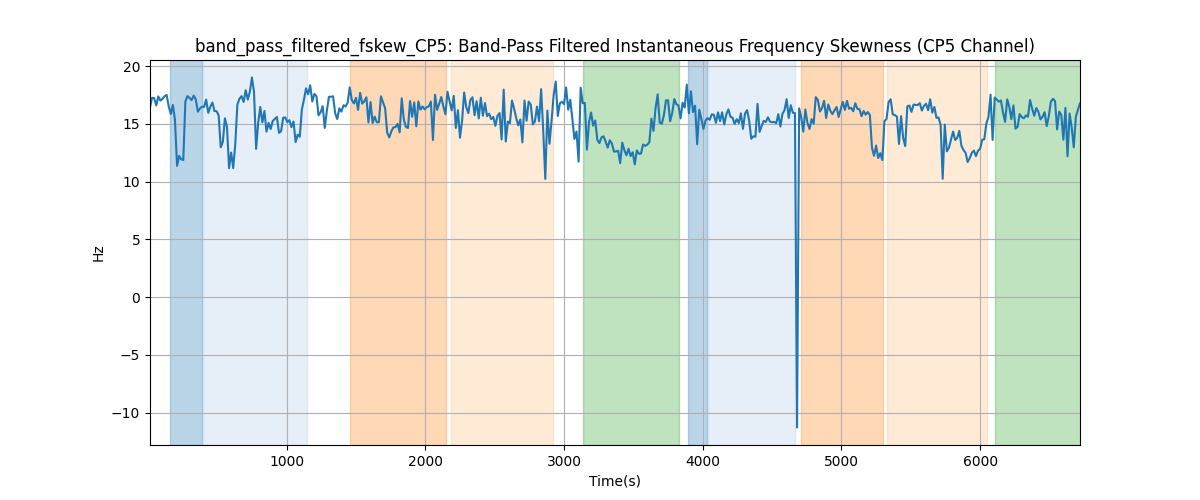 band_pass_filtered_fskew_CP5: Band-Pass Filtered Instantaneous Frequency Skewness (CP5 Channel)
20
15
10
5
0
−5
−10
Hz
1000 2000 3000 4000 5000 6000
Time(s)